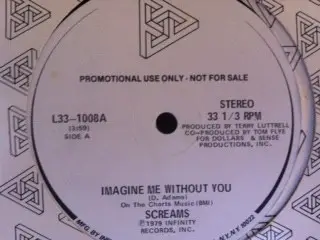 PROMOTIONAL USE ONLY - NOT FOR SALE
L33-1008A
(3:59)
SIDE A
STEREO
33 1/3 RPM
PRODUCED BY TERRY LUTTRELL
CO-PRODUCED BY TOM FLYE
FOR DOLLARS & SENSE
PRODUCTIONS, INC.
IMAGINE ME WITHOUT YOU
(D. Adams)
On The Charts Music (BMI)
SCREAMS
℗ 1979 INFINITY
RECORDS, INC.
N.Y. 10022